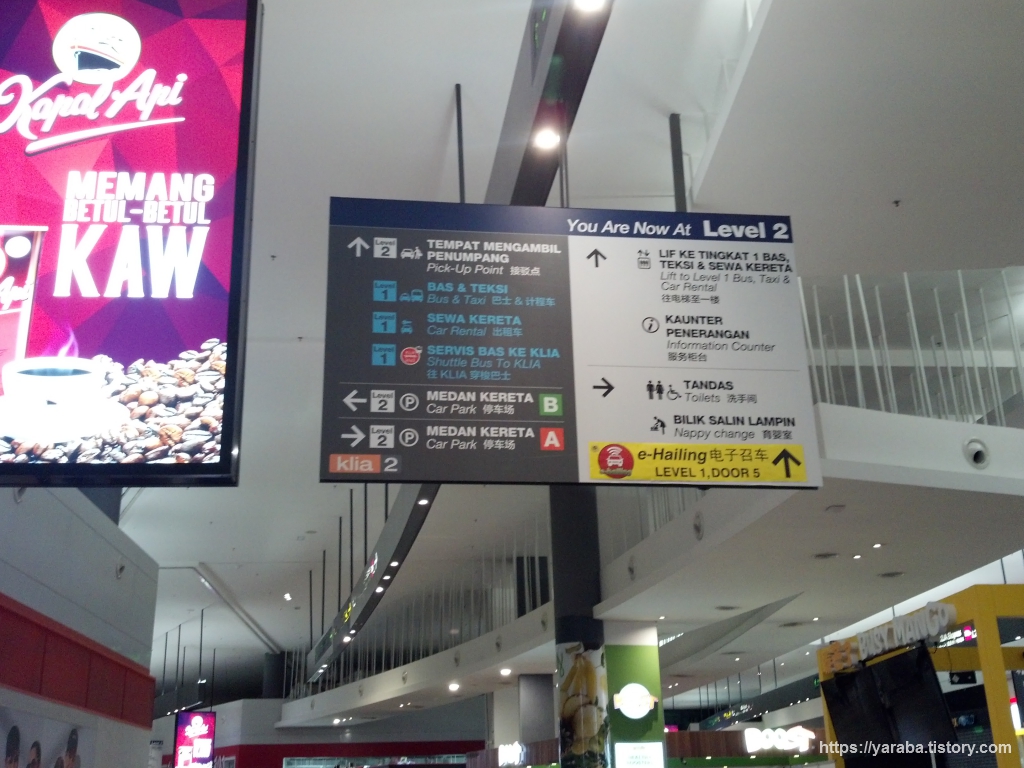 Kapal Api
MEMANG
BETUL-BETUL
KAW
You Are Now At Level 2
Level 2
TEMPAT MENGAMBIL
PENUMPANG
Pick-Up Point 接驳点
Level 1
BAS & TEKSI
Bus & Taxi 巴士 & 计程车
Level 1
SEWA KERETA
Car Rental 出租车
Level 1
SERVIS BAS KE KLIA
Shuttle Bus To KLIA
往 KLIA 穿梭巴士
Level 2
P
MEDAN KERETA
Car Park 停车场
B
Level 2
P
MEDAN KERETA
Car Park 停车场
A
klia 2
LIF KE TINGKAT 1 BAS,
TEKSI & SEWA KERETA
Lift to Level 1 Bus, Taxi &
Car Rental
往电梯至一楼
i
KAUNTER
PENERANGAN
Information Counter
服务柜台
TANDAS
Toilets 洗手间
BILIK SALIN LAMPIN
Nappy change 育婴室
e-Hailing 电子召车
LEVEL 1, DOOR 5
BUSY MANGO
BOOST
https://yaraba.tistory.com